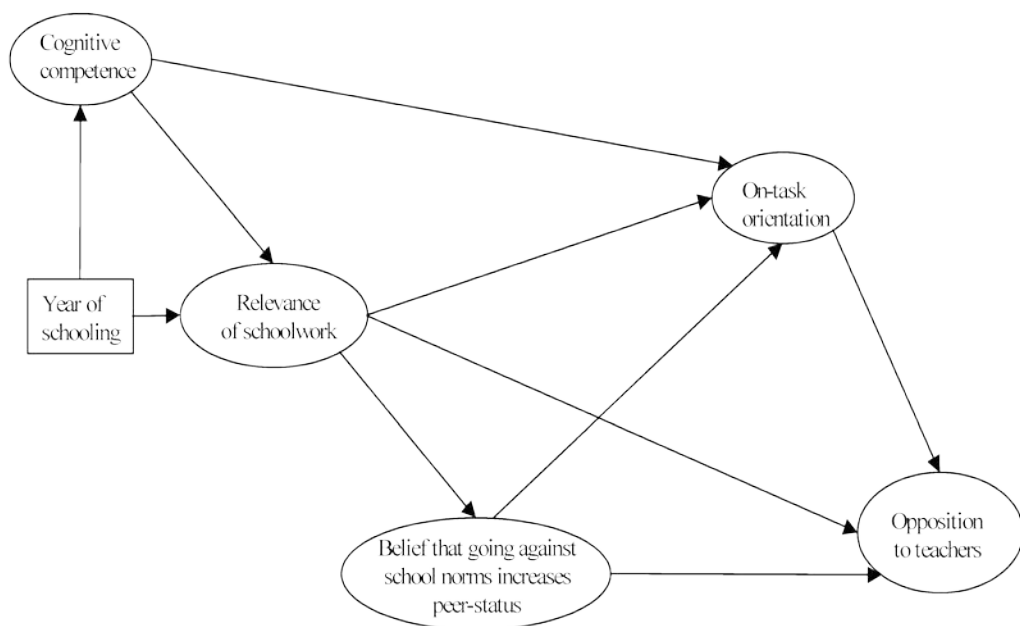 Cognitive
competence
On-task
orientation
Year of
schooling
Relevance
of schoolwork
Opposition
to teachers
Belief that going against
school norms increases
peer-status